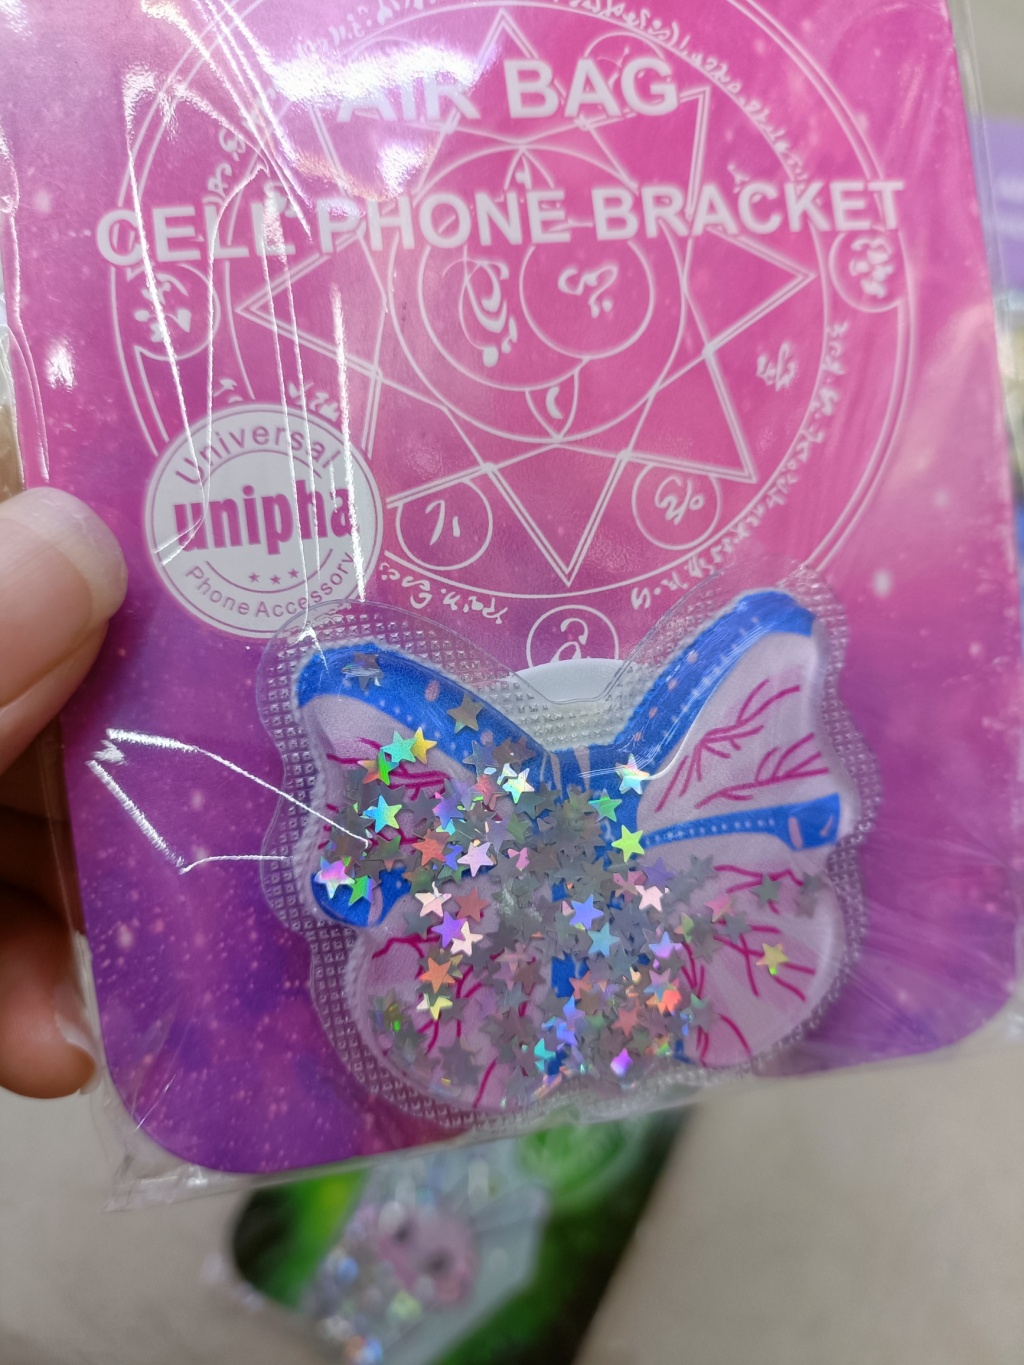 AIR BAG
CELL PHONE BRACKET
Universal
unipha
Phone Accessory